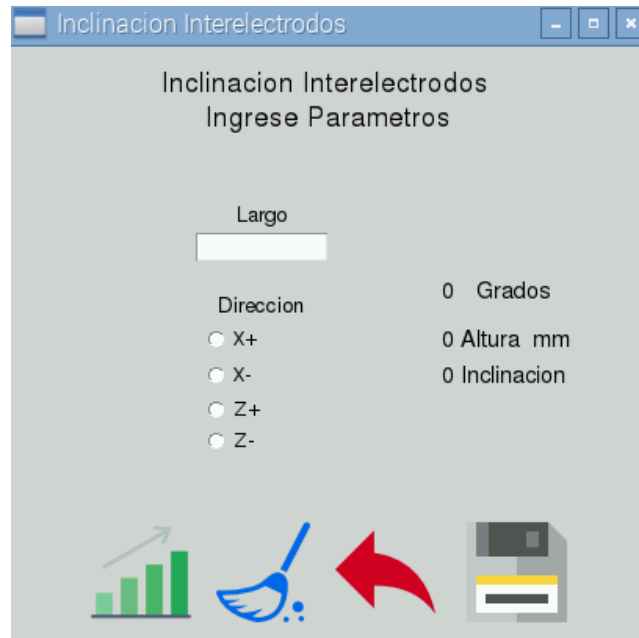 Inclinacion Interelectrodos
Inclinacion Interelectrodos
Ingrese Parametros
Largo
Direccion
X+
X-
Z+
Z-
0 Grados
0 Altura mm
0 Inclinacion